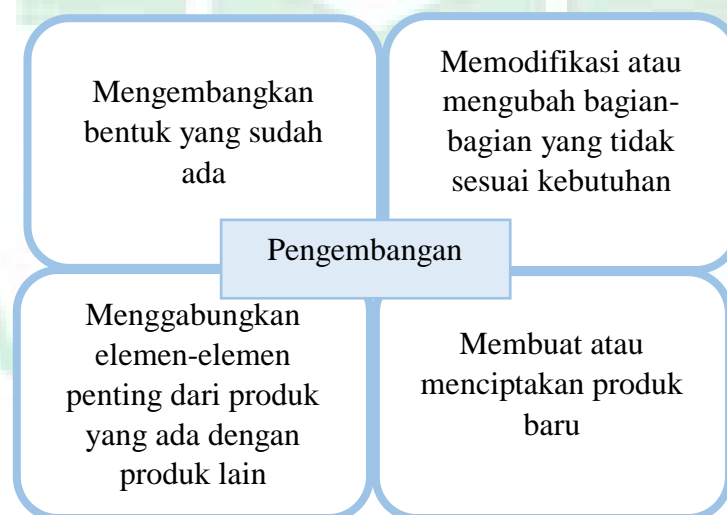 Mengembangkan
bentuk yang sudah
ada
Memodifikasi atau
mengubah bagian-
bagian yang tidak
sesuai kebutuhan
Pengembangan
Menggabungkan
elemen-elemen
penting dari produk
yang ada dengan
produk lain
Membuat atau
menciptakan produk
baru